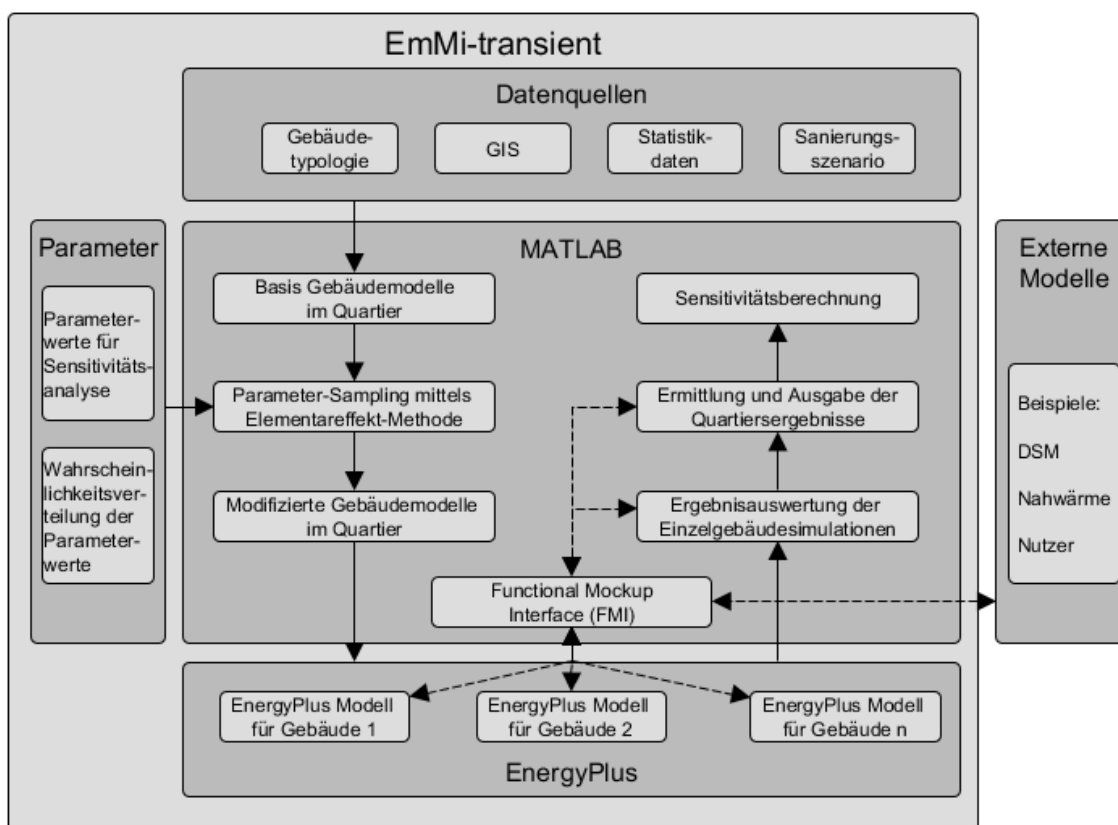 EmMi-transient
Datenquellen
Gebäude-
typologie
GIS
Statistik-
daten
Sanierungs-
szenario
Parameter
Parameter-
werte für
Sensitivitäts-
analyse
Wahrschein-
lichkeitsver-
teilung der
Parameter-
werte
MATLAB
Basis Gebäudemodelle
im Quartier
Parameter-Sampling mittels
Elementareffekt-Methode
Modifizierte Gebäudemodelle
im Quartier
Sensitivitätsberechnung
Ermittlung und Ausgabe der
Quartiersergebnisse
Ergebnisauswertung der
Einzelgebäudesimulationen
Functional Mockup
Interface (FMI)
Externe
Modelle
Beispiele:
DSM
Nahwärme
Nutzer
EnergyPlus Modell
für Gebäude 1
EnergyPlus Modell
für Gebäude 2
EnergyPlus Modell
für Gebäude n
EnergyPlus